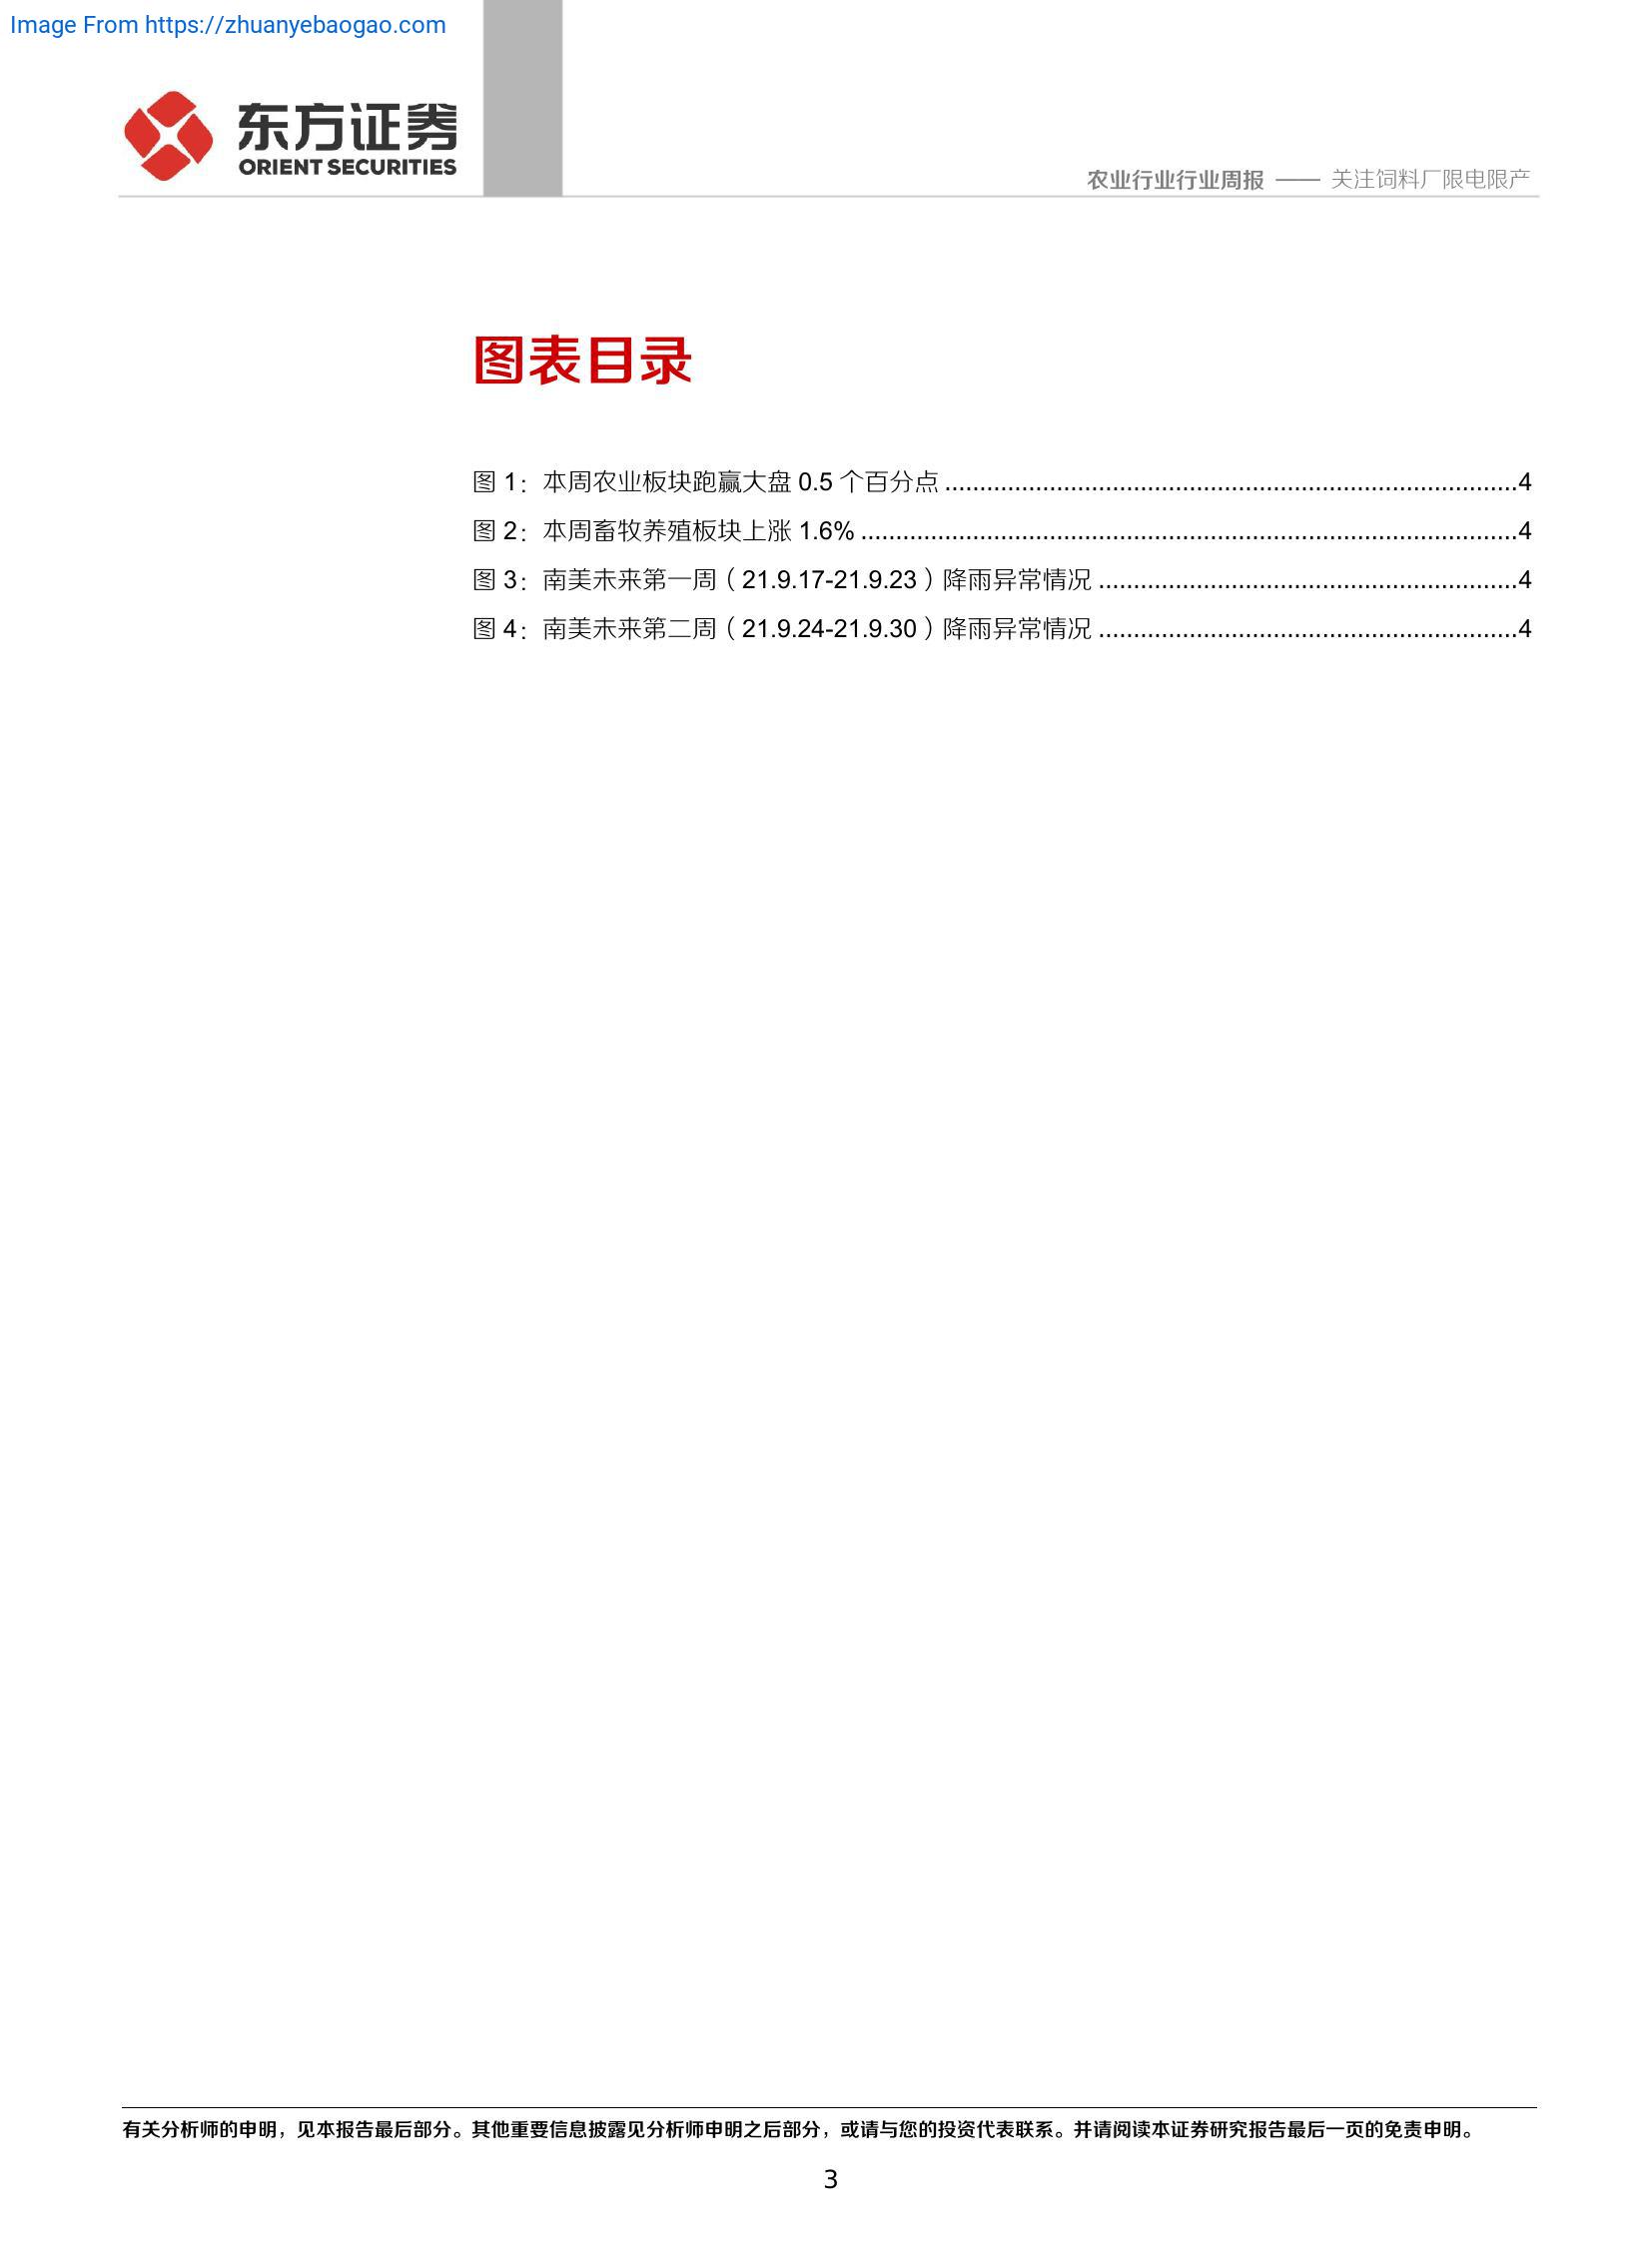 Image From https://zhuanyebaogao.com
东方证券
ORIENT SECURITIES
农业行业行业周报 —— 关注饲料厂限电限产
图表目录
图 1：本周农业板块跑赢大盘 0.5 个百分点 ................................................................................4
图 2：本周畜牧养殖板块上涨 1.6% ............................................................................................4
图 3：南美未来第一周（21.9.17-21.9.23）降雨异常情况 ...........................................................4
图 4：南美未来第二周（21.9.24-21.9.30）降雨异常情况 ...........................................................4
有关分析师的申明，见本报告最后部分。其他重要信息披露见分析师申明之后部分，或请与您的投资代表联系。并请阅读本证券研究报告最后一页的免责申明。
3